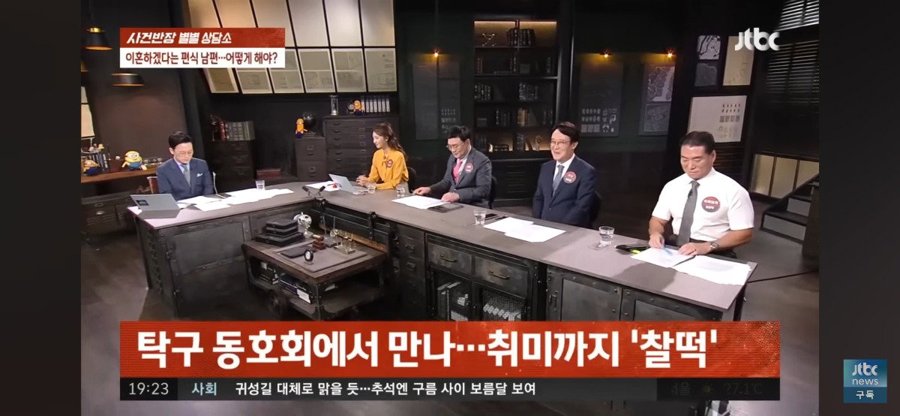 사건반장 별별 상담소
이혼하겠다는 편식 남편…어떻게 해야?
jtbc
탁구 동호회에서 만나…취미까지 '찰떡'
19:23 사회 귀성길 대체로 맑을 듯…추석엔 구름 사이 보름달 보여
27.1℃
jtbc
news
구독